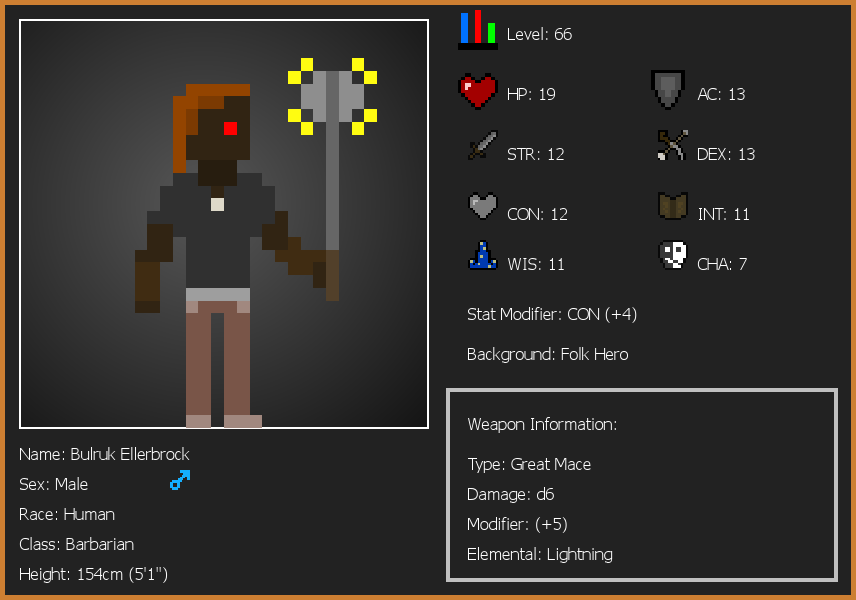 Level: 66
HP: 19
AC: 13
STR: 12
DEX: 13
CON: 12
INT: 11
WIS: 11
CHA: 7
Stat Modifier: CON (+4)
Background: Folk Hero
Weapon Information:
Type: Great Mace
Damage: d6
Modifier: (+5)
Elemental: Lightning
Name: Bulruk Ellerbrock
Sex: Male
Race: Human
Class: Barbarian
Height: 154cm (5'1")